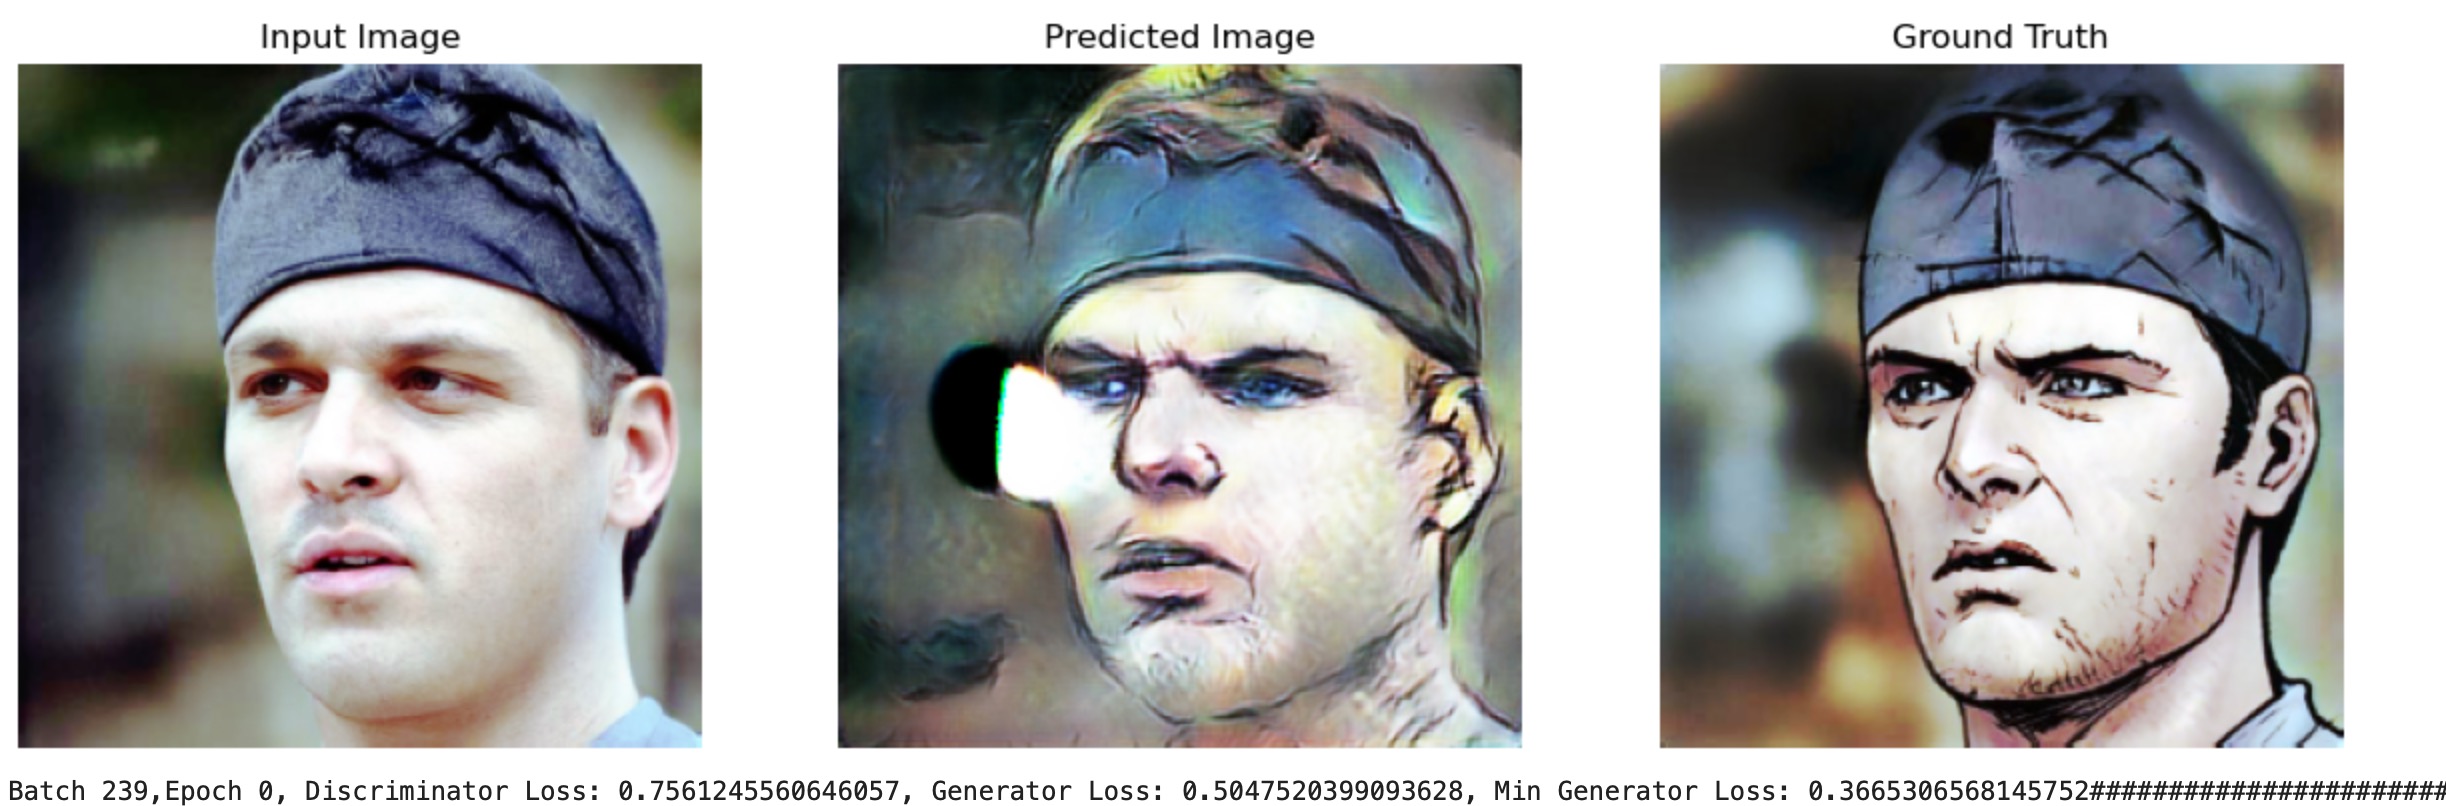 Input Image
Predicted Image
Ground Truth
Batch 239,Epoch 0, Discriminator Loss: 0.7561245560646057, Generator Loss: 0.5047520399093628, Min Generator Loss: 0.3665306568145752#######################